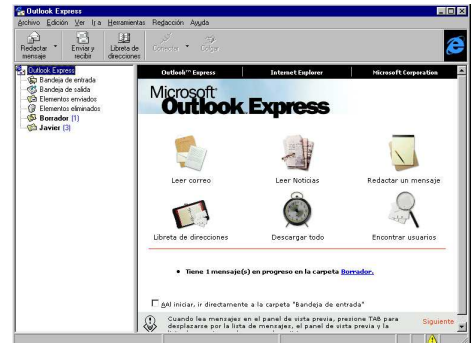 Outlook Express
Archivo Edición Ver Ir a Herramientas Redacción Ayuda
Redactar mensaje
Enviar y recibir
Libreta de direcciones
Conectar
Colgar
Outlook Express
Bandeja de entrada
Bandeja de salida
Elementos enviados
Elementos eliminados
Borrador (1)
Javier (3)
Outlook™ Express Internet Explorer Microsoft Corporation
Microsoft
Outlook Express
Leer correo Leer Noticias Redactar un mensaje
Libreta de direcciones Descargar todo Encontrar usuarios
• Tiene 1 mensaje(s) en progreso en la carpeta Borrador.
Al iniciar, ir directamente a la carpeta "Bandeja de entrada"
Cuando lea mensajes en el panel de vista previa, presione TAB para
desplazarse por la lista de mensajes, el panel de vista previa y la
Siguiente